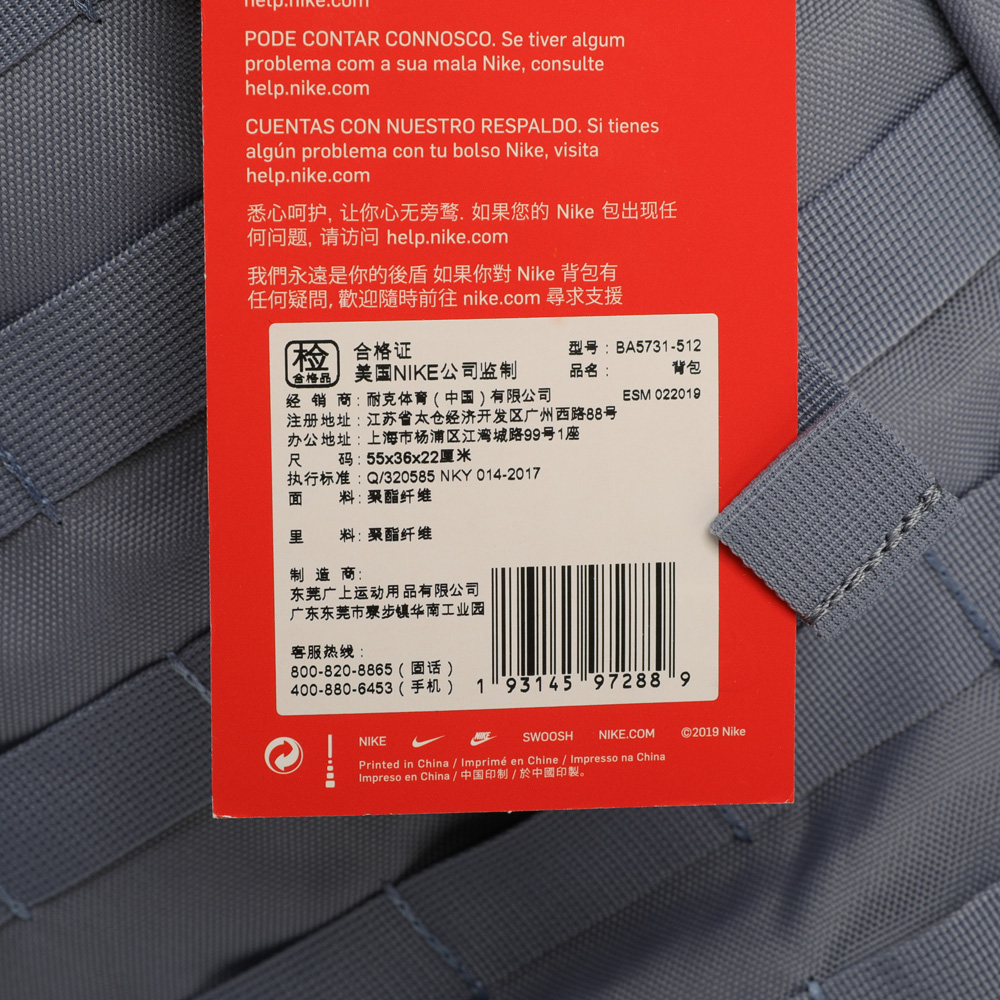 help.nike.com
PODE CONTAR CONNOSCO. Se tiver algum
problema com a sua mala Nike, consulte
help.nike.com
CUENTAS CON NUESTRO RESPALDO. Si tienes
algún problema con tu bolso Nike, visita
help.nike.com
悉心呵护, 让你心无旁骛. 如果您的 Nike 包出现任
何问题, 请访问 help.nike.com
我們永遠是你的後盾 如果你對 Nike 背包有
任何疑問, 歡迎隨時前往 nike.com 尋求支援
检
合格品
合格证
美国NIKE公司监制
型号: BA5731-512
品名: 背包
经销商: 耐克体育(中国)有限公司 ESM 022019
注册地址: 江苏省太仓经济开发区广州西路88号
办公地址: 上海市杨浦区江湾城路99号1座
尺 码: 55x36x22厘米
执行标准: Q/320585 NKY 014-2017
面 料: 聚酯纤维
里 料: 聚酯纤维
制 造 商:
东莞广上运动用品有限公司
广东东莞市寮步镇华南工业园
客服热线:
800-820-8865(固话)
400-880-6453(手机)
1 93145 97288 9
NIKE NIKE SWOOSH NIKE.COM ©2019 Nike
Printed in China / Imprimé en Chine / Impresso na China
Impreso en China / 中国印制 / 於中國印製。